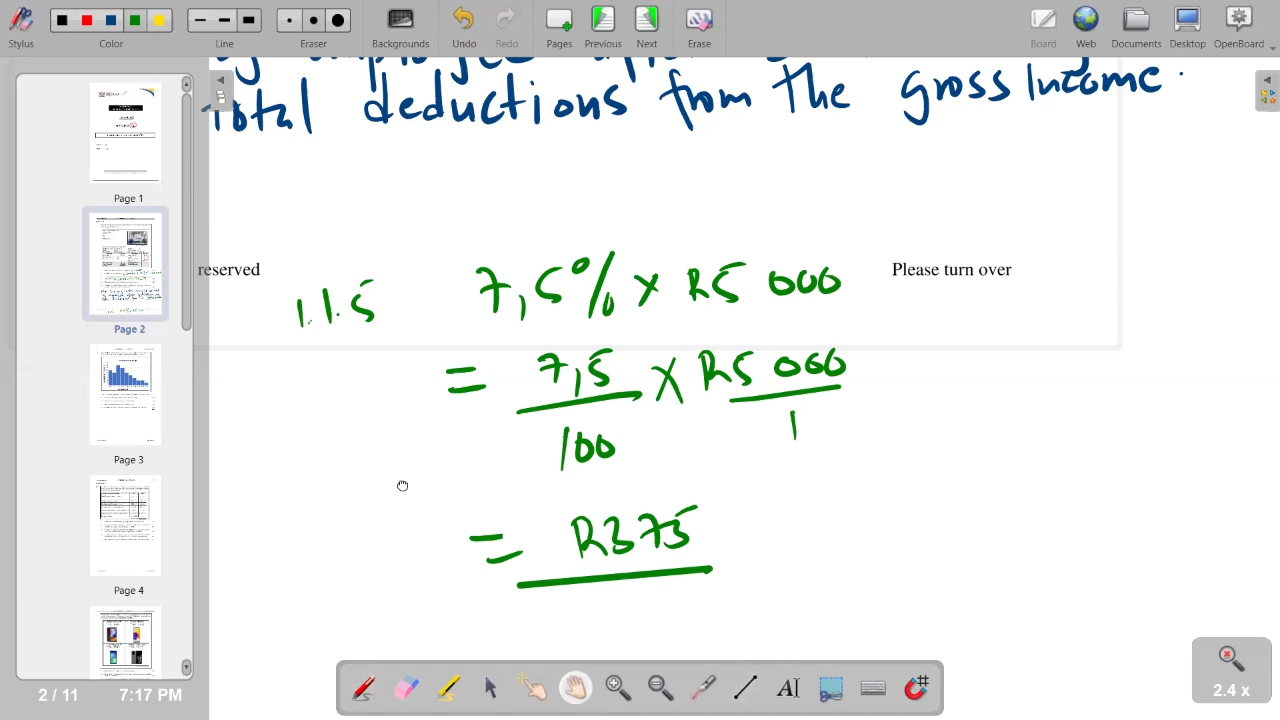 Stylus Color Line Eraser Backgrounds Undo Redo Pages Previous Next Erase Board Web Documents Desktop OpenBoard
total deductions from the gross Income.
Page 1
reserved
Please turn over
1.1.5 7,5% x R5 000
Page 2
= 7,5 x R5 000
100 1
Page 3
= R375
Page 4
2/11 7:17 PM
AI
2.4 x